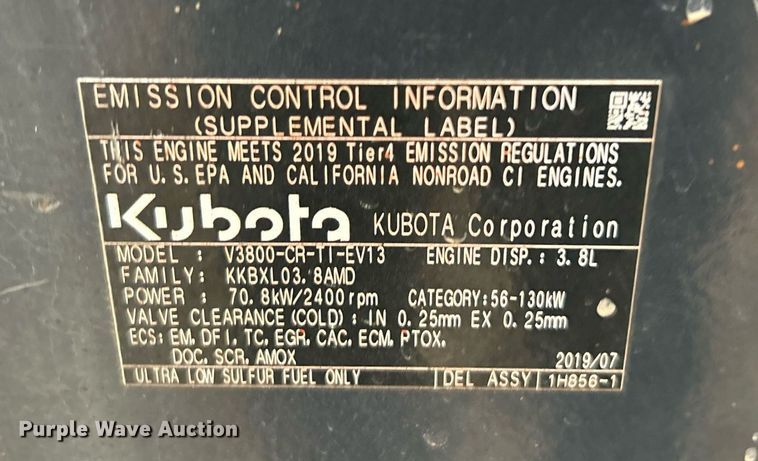 EMISSION CONTROL INFORMATION
(SUPPLEMENTAL LABEL)
THIS ENGINE MEETS 2019 Tier4 EMISSION REGULATIONS
FOR U.S.EPA AND CALIFORNIA NONROAD CI ENGINES.
Kubota KUBOTA Corporation
MODEL : V3800-CR-TI-EV13 ENGINE DISP.: 3.8L
FAMILY: KKBXL03.8AMD
POWER : 70.8kW/2400rpm CATEGORY:56-130kW
VALVE CLEARANCE (COLD) : IN 0.25mm EX 0.25mm
ECS: EM, DFI, TC, EGR, CAC, ECM, PTOX,
DOC, SCR, AMOX 2019/07
ULTRA LOW SULFUR FUEL ONLY DEL ASSY 1H856-1
Purple Wave Auction